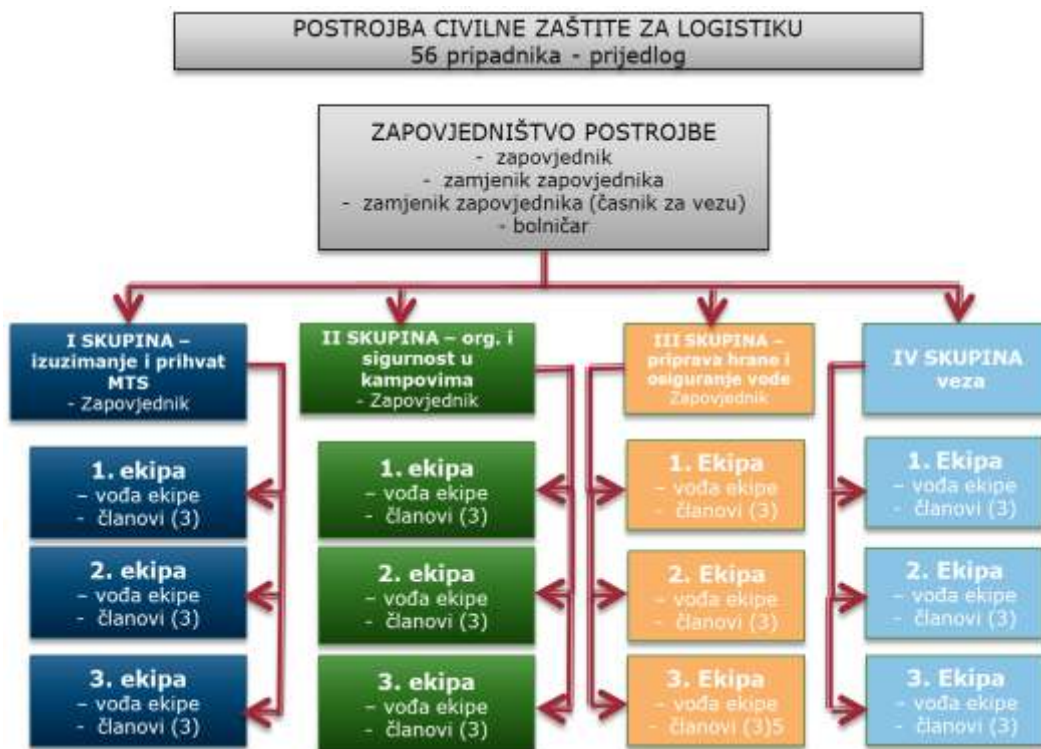 POSTROJBA CIVILNE ZAŠTITE ZA LOGISTIKU
56 pripadnika - prijedlog
ZAPOVJEDNIŠTVO POSTROJBE
- zapovjednik
- zamjenik zapovjednika
- zamjenik zapovjednika (časnik za vezu)
- bolničar
I SKUPINA –
izuzimanje i prihvat
MTS
- Zapovjednik
1. ekipa
– vođa ekipe
- članovi (3)
2. ekipa
– vođa ekipe
- članovi (3)
3. ekipa
– vođa ekipe
- članovi (3)
II SKUPINA – org. i
sigurnost u
kampovima
- Zapovjednik
1. ekipa
– vođa ekipe
- članovi (3)
2. ekipa
– vođa ekipe
- članovi (3)
3. ekipa
– vođa ekipe
- članovi (3)
III SKUPINA –
priprava hrane i
osiguranje vode
Zapovjednik
1. Ekipa
– vođa ekipe
- članovi (3)
2. Ekipa
– vođa ekipe
- članovi (3)
3. Ekipa
– vođa ekipe
- članovi (3)5
IV SKUPINA
veza
1. Ekipa
– vođa ekipe
- članovi (3)
2. Ekipa
– vođa ekipe
- članovi (3)
3. Ekipa
– vođa ekipe
- članovi (3)